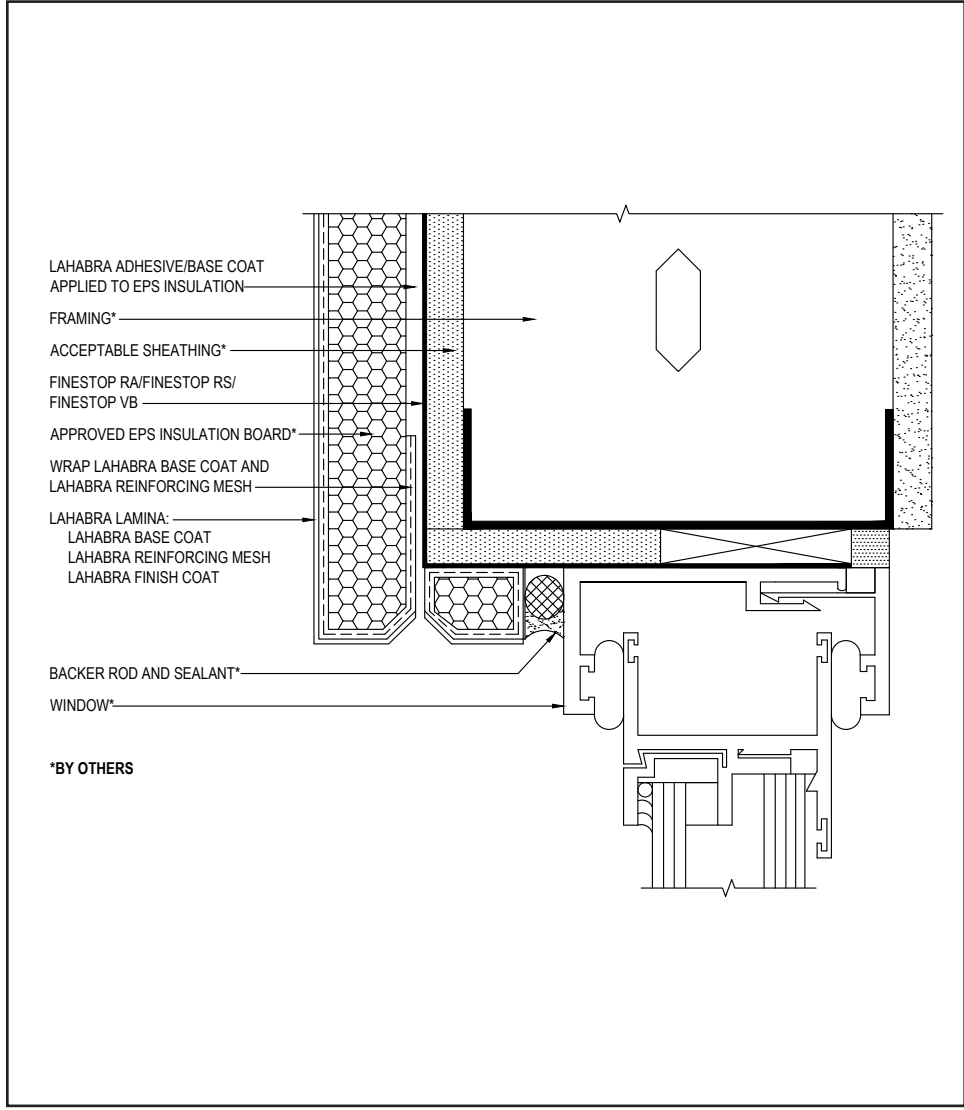 LAHABRA ADHESIVE/BASE COAT
APPLIED TO EPS INSULATION
FRAMING*
ACCEPTABLE SHEATHING*
FINESTOP RA/FINESTOP RS/
FINESTOP VB
APPROVED EPS INSULATION BOARD*
WRAP LAHABRA BASE COAT AND
LAHABRA REINFORCING MESH
LAHABRA LAMINA:
LAHABRA BASE COAT
LAHABRA REINFORCING MESH
LAHABRA FINISH COAT
BACKER ROD AND SEALANT*
WINDOW*
*BY OTHERS